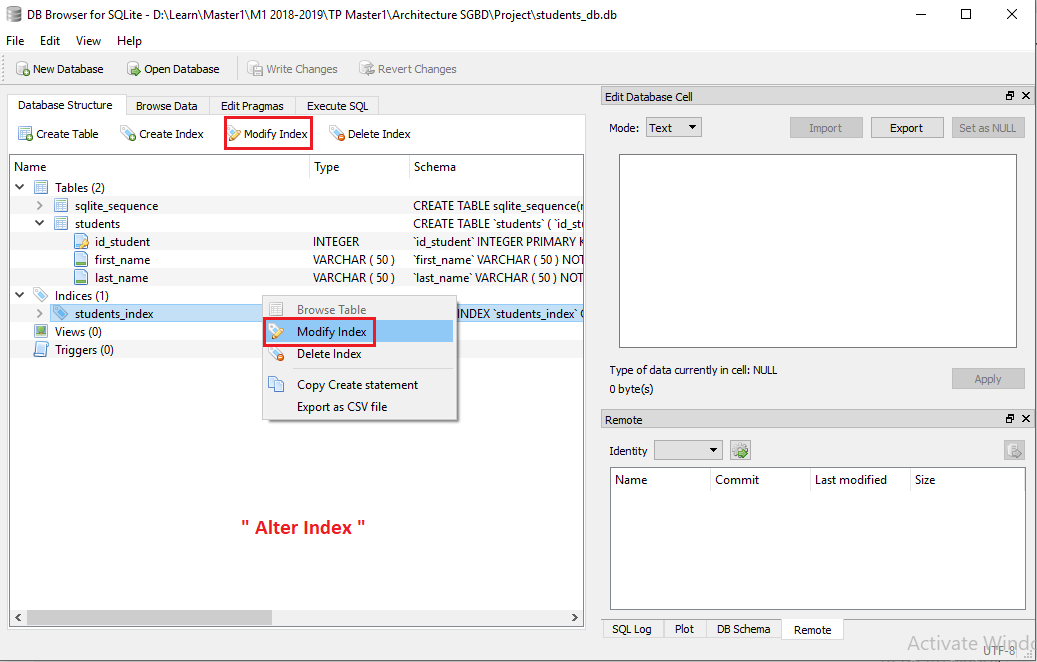 DB Browser for SQLite - D:\Learn\Master1\M1 2018-2019\TP Master1\Architecture SGBD\Project\students_db.db
File Edit View Help
New Database Open Database Write Changes Revert Changes
Database Structure Browse Data Edit Pragmas Execute SQL
Create Table Create Index Modify Index Delete Index
Name Type Schema
Tables (2)
sqlite_sequence CREATE TABLE sqlite_sequence(
students CREATE TABLE `students` ( `id_st
id_student INTEGER `id_student` INTEGER PRIMARY K
first_name VARCHAR ( 50 ) `first_name` VARCHAR ( 50 ) NOT
last_name VARCHAR ( 50 ) `last_name` VARCHAR ( 50 ) NOT
Indices (1)
students_index INDEX `students_index`
Views (0)
Triggers (0)
Browse Table
Modify Index
Delete Index
Copy Create statement
Export as CSV file
" Alter Index "
Edit Database Cell
Mode: Text Import Export Set as NULL
Type of data currently in cell: NULL
0 byte(s)
Apply
Remote
Identity
Name Commit Last modified Size
SQL Log Plot DB Schema Remote
Activate Windo
UTF-8